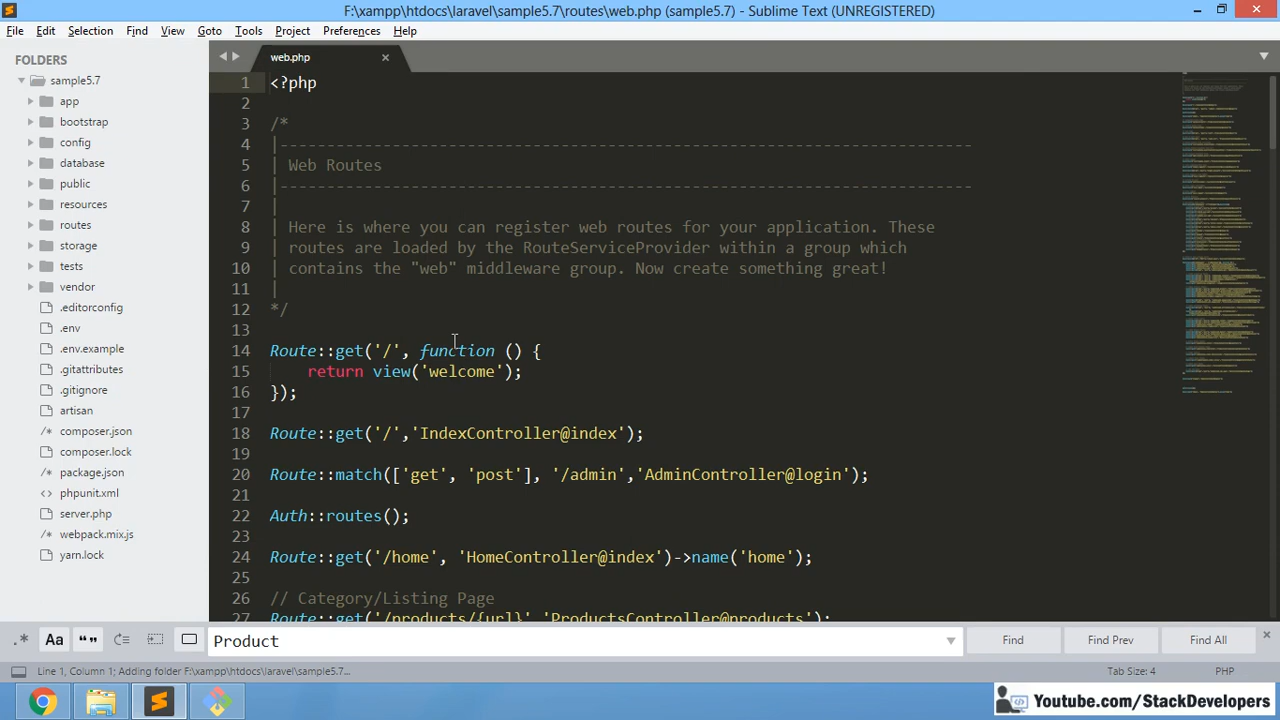 F:\xampp\htdocs\laravel\sample5.7\routes\web.php (sample5.7) - Sublime Text (UNREGISTERED)
File Edit Selection Find View Goto Tools Project Preferences Help
FOLDERS
sample5.7
app
bootstrap
config
database
public
resources
routes
storage
tests
vendor
.editorconfig
.env
.env.example
.gitattributes
.gitignore
artisan
composer.json
composer.lock
package.json
phpunit.xml
server.php
webpack.mix.js
yarn.lock
web.php
1 <?php
2
3 /*
4 |--------------------------------------------------------------------------
5 | Web Routes
6 |--------------------------------------------------------------------------
7 |
8 | Here is where you can register web routes for your application. These
9 | routes are loaded by the RouteServiceProvider within a group which
10 | contains the "web" middleware group. Now create something great!
11 |
12 */
13
14 Route::get('/', function () {
15 return view('welcome');
16 });
17
18 Route::get('/','IndexController@index');
19
20 Route::match(['get', 'post'], '/admin','AdminController@login');
21
22 Auth::routes();
23
24 Route::get('/home', 'HomeController@index')->name('home');
25
26 // Category/Listing Page
27 Route::get('/products/{url}','ProductsController@products');
.* Aa “” Product Find Find Prev Find All
Line 1, Column 1; Adding folder F:\xampp\htdocs\laravel\sample5.7... Tab Size: 4 PHP
Youtube.com/StackDevelopers